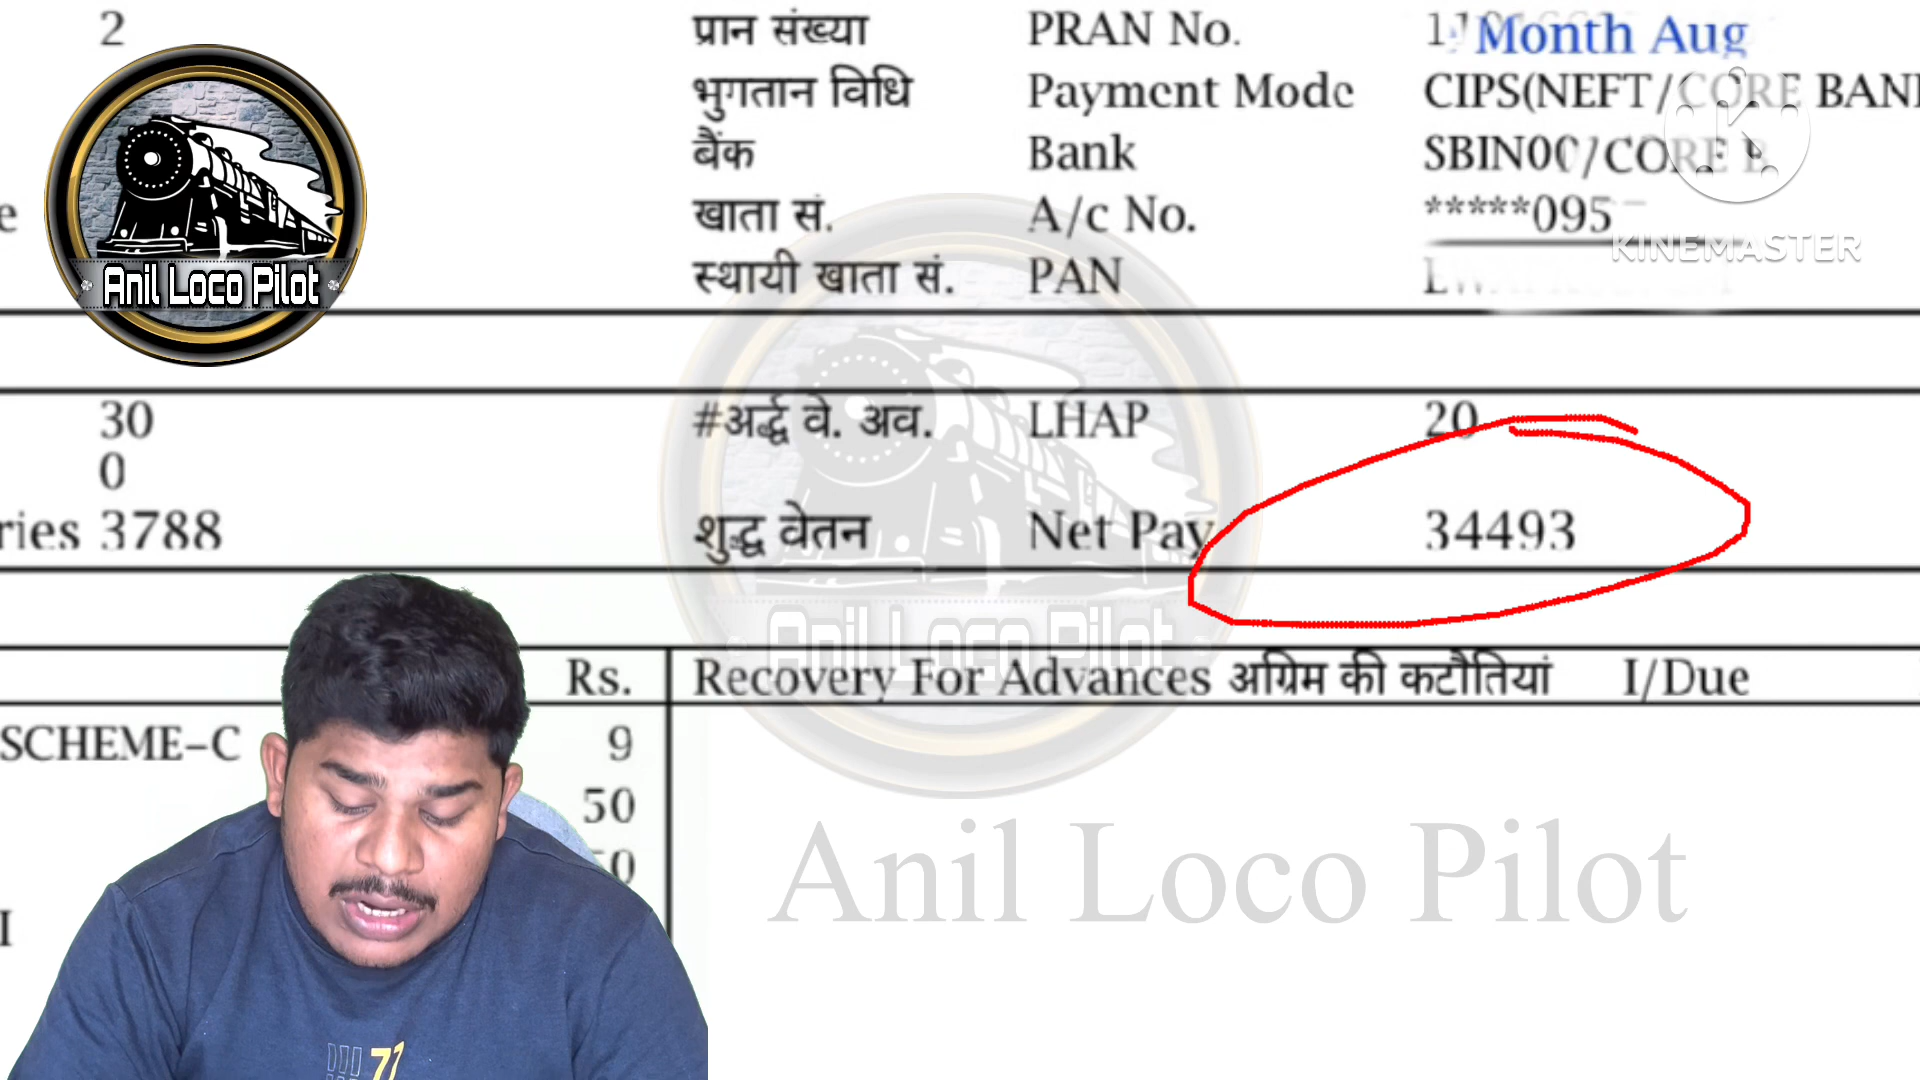 2 प्रान संख्या PRAN No. Month Aug
भुगतान विधि Payment Mode CIPS(NEFT/CORE BAN
बैंक Bank SBIN00/CORE B
e खाता सं. A/c No. *****095
KINEMASTER
स्थायी खाता सं. PAN
Anil Loco Pilot
30 #अर्द्ध वे. अव. LHAP 20
0
ries 3788 शुद्ध वेतन Net Pay 34493
Anil Loco Pilot
Rs. Recovery For Advances अग्रिम की कटौतियां I/Due
SCHEME–C 9
50
Anil Loco Pilot
I